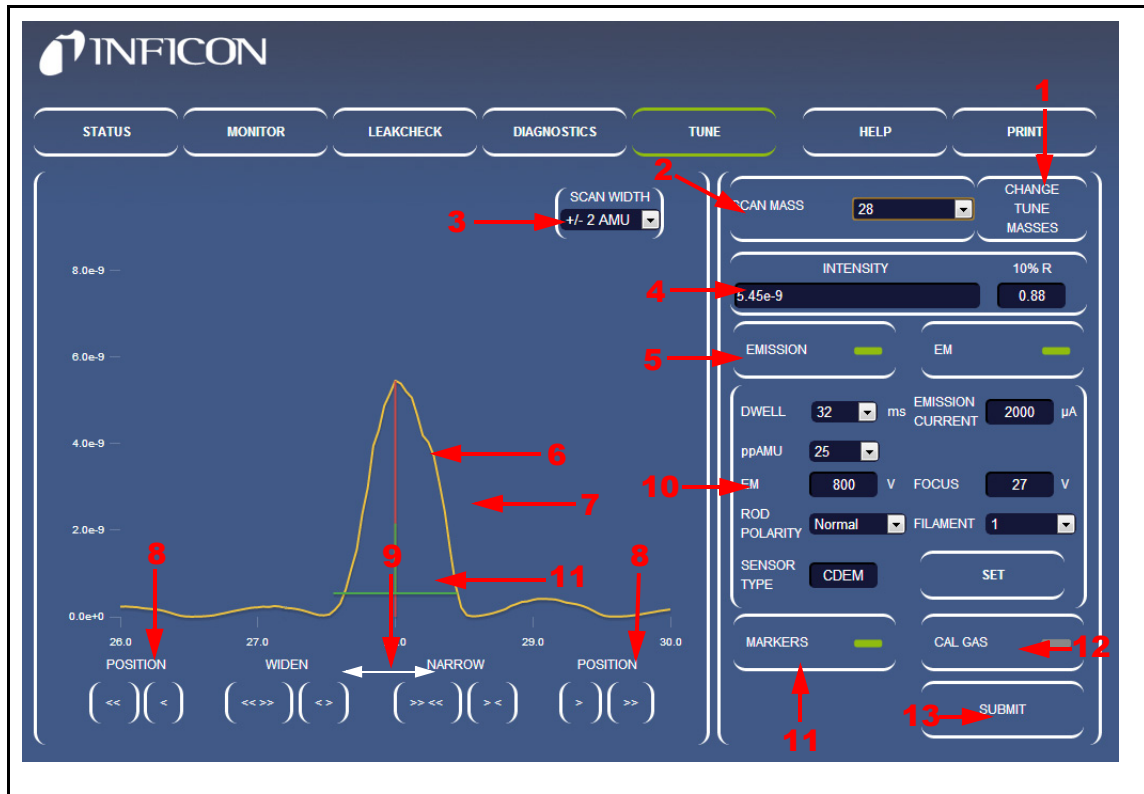 INFICON
STATUS MONITOR LEAKCHECK DIAGNOSTICS TUNE HELP PRINT
1
2
SCAN MASS 28
CHANGE
TUNE
MASSES
SCAN WIDTH
3
+/- 2 AMU
INTENSITY 10% R
4
5.45e-9 0.88
5
EMISSION EM
DWELL 32 ms EMISSION CURRENT 2000 µA
ppAMU 25
10
EM 800 V FOCUS 27 V
ROD POLARITY Normal FILAMENT 1
SENSOR TYPE CDEM SET
11
MARKERS CAL GAS
12
13
SUBMIT
8.0e-9
6.0e-9
4.0e-9
2.0e-9
0.0e+0
6
7
8 9 11 8
26.0 27.0 29.0 30.0
POSITION WIDEN NARROW POSITION
<< < <<>> <> >><< >< > >>